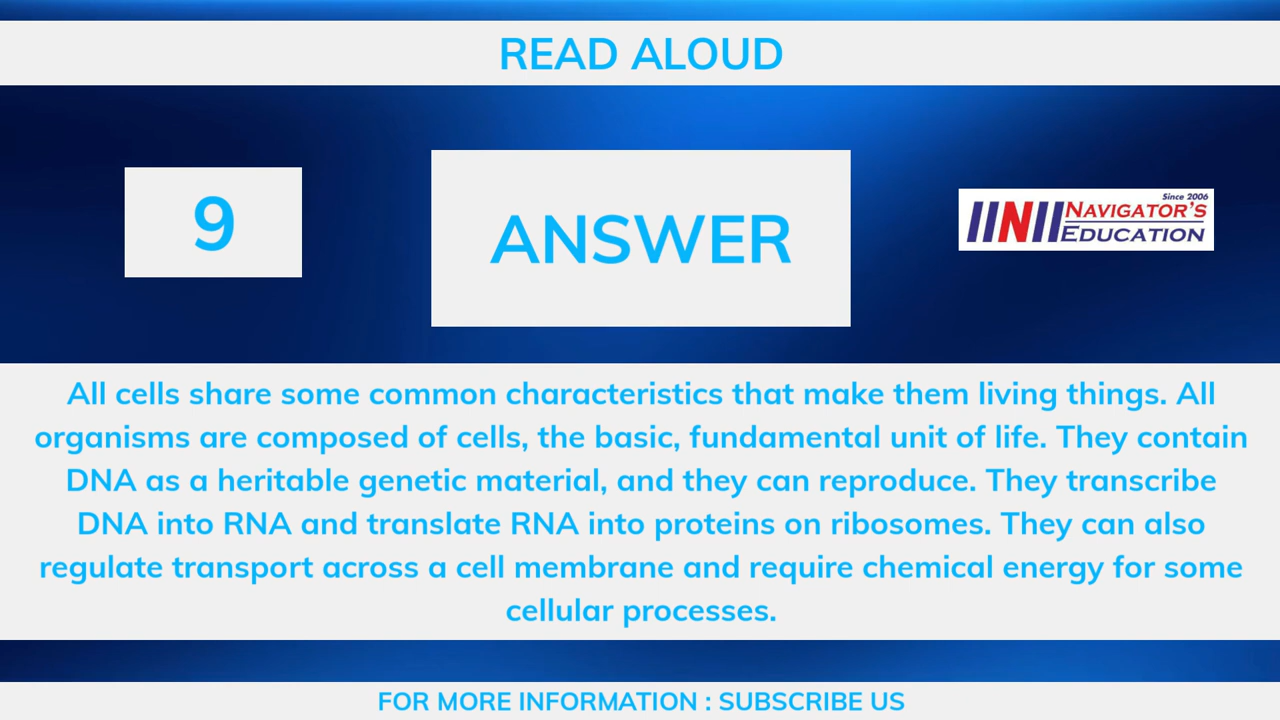 READ ALOUD
9
ANSWER
Since 2006
NAVIGATOR'S
EDUCATION
All cells share some common characteristics that make them living things. All
organisms are composed of cells, the basic, fundamental unit of life. They contain
DNA as a heritable genetic material, and they can reproduce. They transcribe
DNA into RNA and translate RNA into proteins on ribosomes. They can also
regulate transport across a cell membrane and require chemical energy for some
cellular processes.
FOR MORE INFORMATION : SUBSCRIBE US